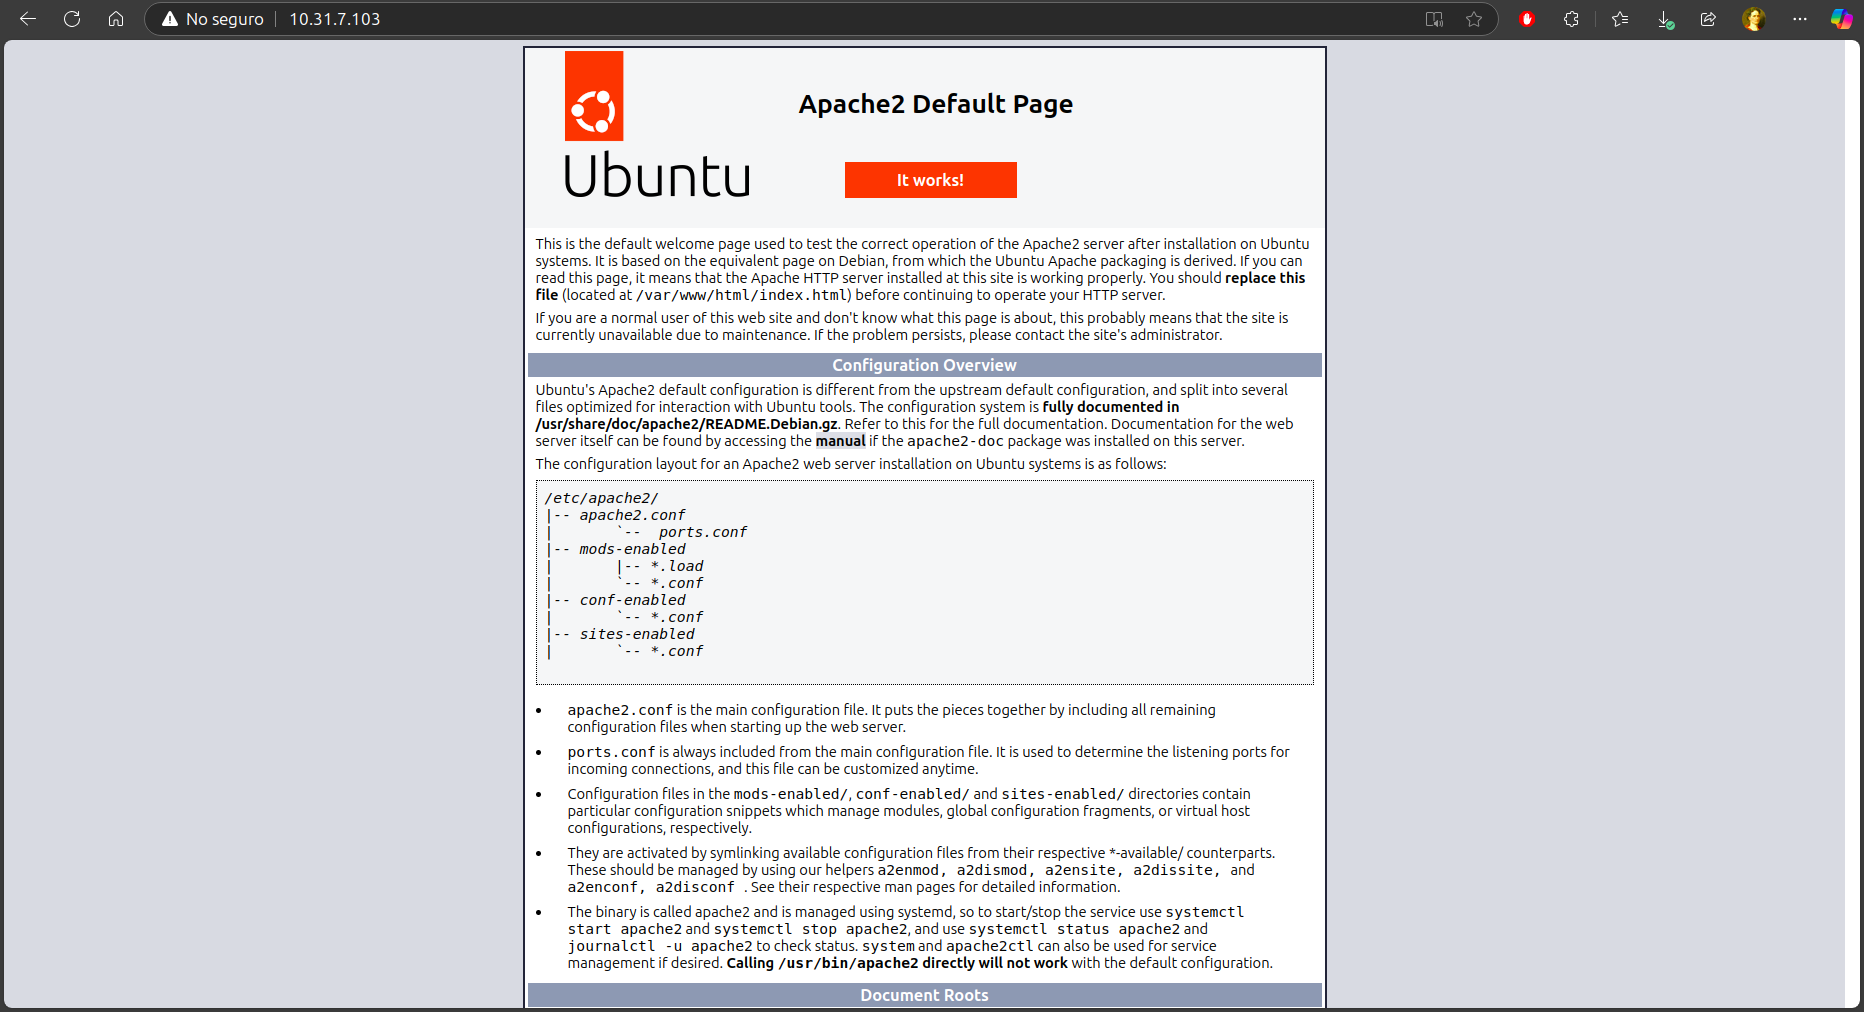 No seguro
10.31.7.103
Apache2 Default Page
Ubuntu
It works!
This is the default welcome page used to test the correct operation of the Apache2 server after installation on Ubuntu
systems. It is based on the equivalent page on Debian, from which the Ubuntu Apache packaging is derived. If you can
read this page, it means that the Apache HTTP server installed at this site is working properly. You should replace this
file (located at /var/www/html/index.html) before continuing to operate your HTTP server.
If you are a normal user of this web site and don't know what this page is about, this probably means that the site is
currently unavailable due to maintenance. If the problem persists, please contact the site's administrator.
Configuration Overview
Ubuntu's Apache2 default configuration is different from the upstream default configuration, and split into several
files optimized for interaction with Ubuntu tools. The configuration system is fully documented in
/usr/share/doc/apache2/README.Debian.gz. Refer to this for the full documentation. Documentation for the web
server itself can be found by accessing the manual if the apache2-doc package was installed on this server.
The configuration layout for an Apache2 web server installation on Ubuntu systems is as follows:
/etc/apache2/
|-- apache2.conf
|       `--  ports.conf
|-- mods-enabled
|       |-- *.load
|       `-- *.conf
|-- conf-enabled
|       `-- *.conf
|-- sites-enabled
|       `-- *.conf
• apache2.conf is the main configuration file. It puts the pieces together by including all remaining
configuration files when starting up the web server.
• ports.conf is always included from the main configuration file. It is used to determine the listening ports for
incoming connections, and this file can be customized anytime.
• Configuration files in the mods-enabled/, conf-enabled/ and sites-enabled/ directories contain
particular configuration snippets which manage modules, global configuration fragments, or virtual host
configurations, respectively.
• They are activated by symlinking available configuration files from their respective *-available/ counterparts.
These should be managed by using our helpers a2enmod, a2dismod, a2ensite, a2dissite, and
a2enconf, a2disconf . See their respective man pages for detailed information.
• The binary is called apache2 and is managed using systemd, so to start/stop the service use systemctl
start apache2 and systemctl stop apache2, and use systemctl status apache2 and
journalctl -u apache2 to check status. system and apache2ctl can also be used for service
management if desired. Calling /usr/bin/apache2 directly will not work with the default configuration.
Document Roots